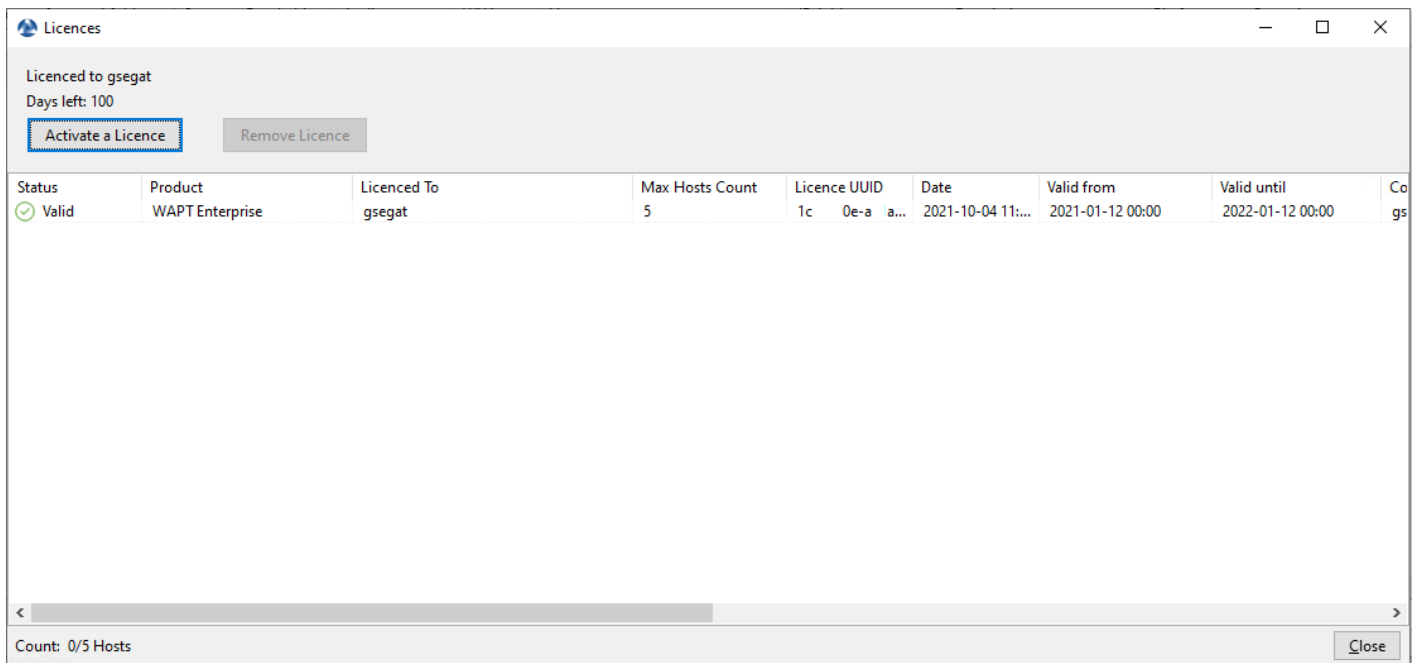 Licences
Licenced to gsegat
Days left: 100
Activate a Licence Remove Licence
Status Product Licenced To Max Hosts Count Licence UUID Date Valid from Valid until Co
Valid WAPT Enterprise gsegat 5 1c 0e-a a... 2021-10-04 11:... 2021-01-12 00:00 2022-01-12 00:00 gs
Count: 0/5 Hosts Close